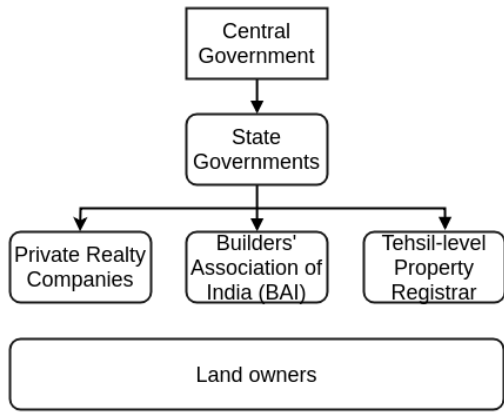 Central
Government
State
Governments
Private Realty
Companies
Builders'
Association of
India (BAI)
Tehsil-level
Property
Registrar
Land owners